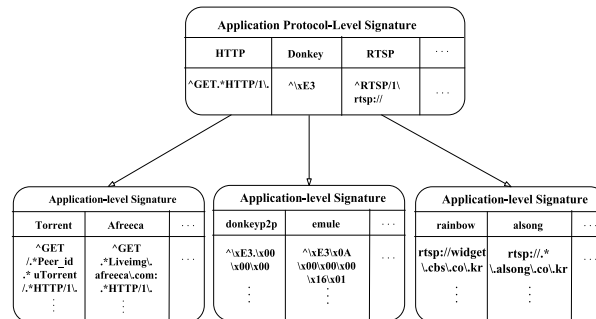 Application Protocol-Level Signature
HTTP Donkey RTSP . . .
^GET.*HTTP/1\. ^\xE3 ^RTSP/1\ . . .
rtsp://
Application-level Signature
Torrent Afreeca . . .
^GET ^GET . . .
/.*Peer_id .*Liveimg\.
.* uTorrent afreeca\.com:
/.*HTTP/1\. .*HTTP/1\.
Application-level Signature
donkeyp2p emule . . .
^\xE3.\x00 ^\xE3\x0A . . .
\x00\x00 \x00\x00\x00
\x16\x01
Application-level Signature
rainbow alsong . . .
rtsp://widget rtsp://.* . . .
\.cbs\.co\.kr \.alsong\.co\.kr